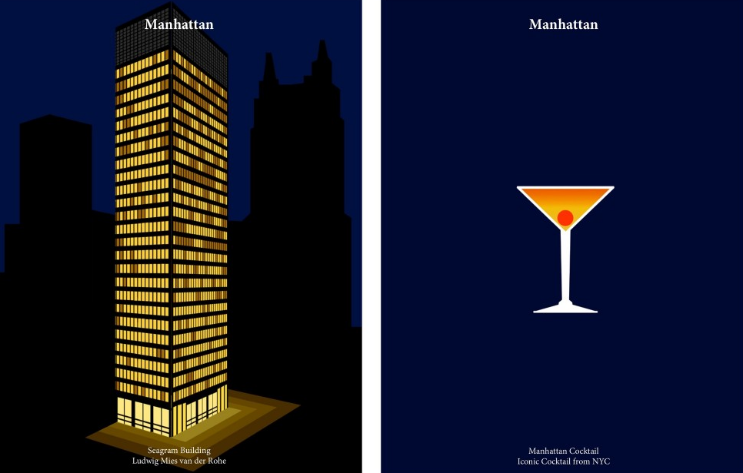 Manhattan
Seagram Building
Ludwig Mies van der Rohe
Manhattan
Manhattan Cocktail
Iconic Cocktail from NYC